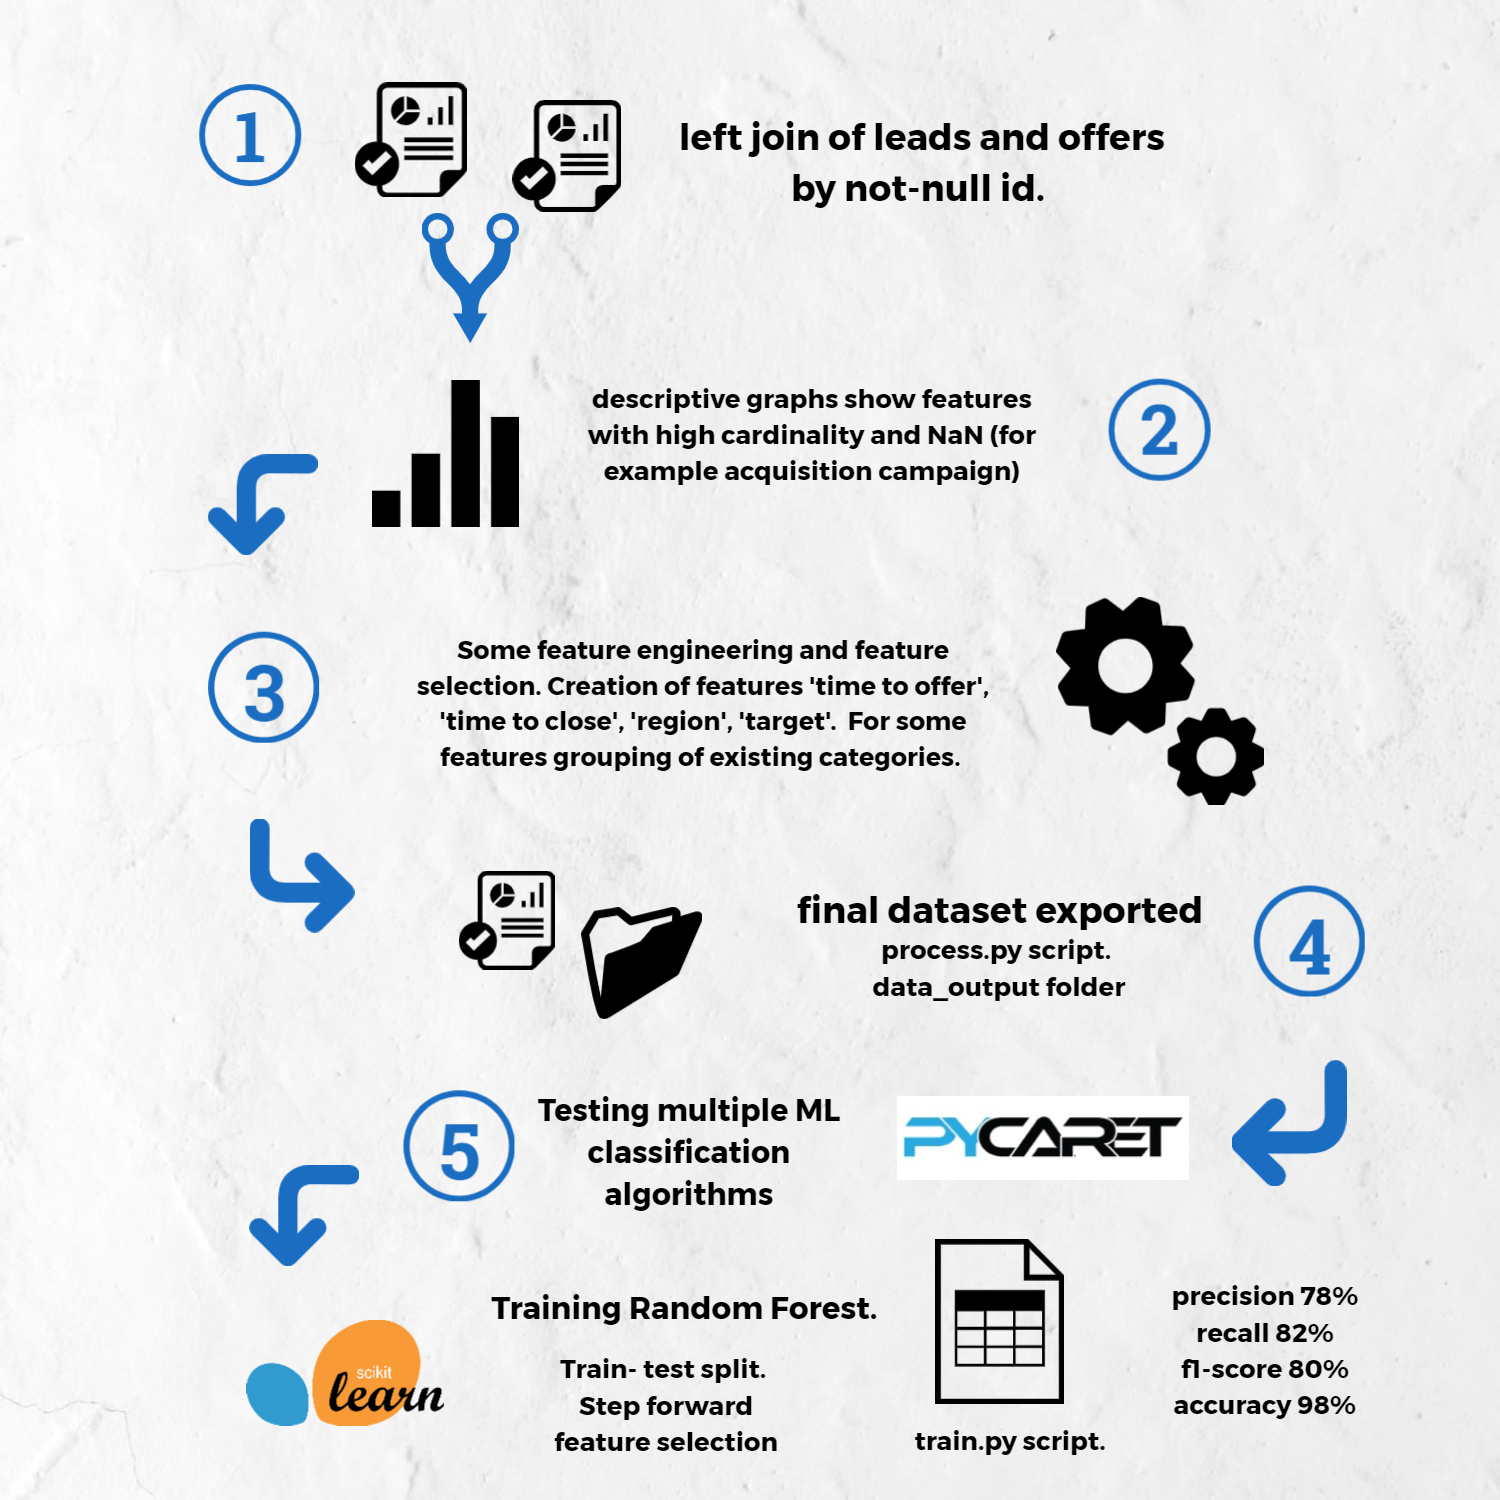 1
left join of leads and offers
by not-null id.
descriptive graphs show features
with high cardinality and NaN (for
example acquisition campaign)
2
3
Some feature engineering and feature
selection. Creation of features 'time to offer',
'time to close', 'region', 'target'.  For some
features grouping of existing categories.
final dataset exported
process.py script.
data_output folder
4
5
Testing multiple ML
classification
algorithms
PYCARET
Training Random Forest.
Train- test split.
Step forward
feature selection
scikit
learn
train.py script.
precision 78%
recall 82%
f1-score 80%
accuracy 98%